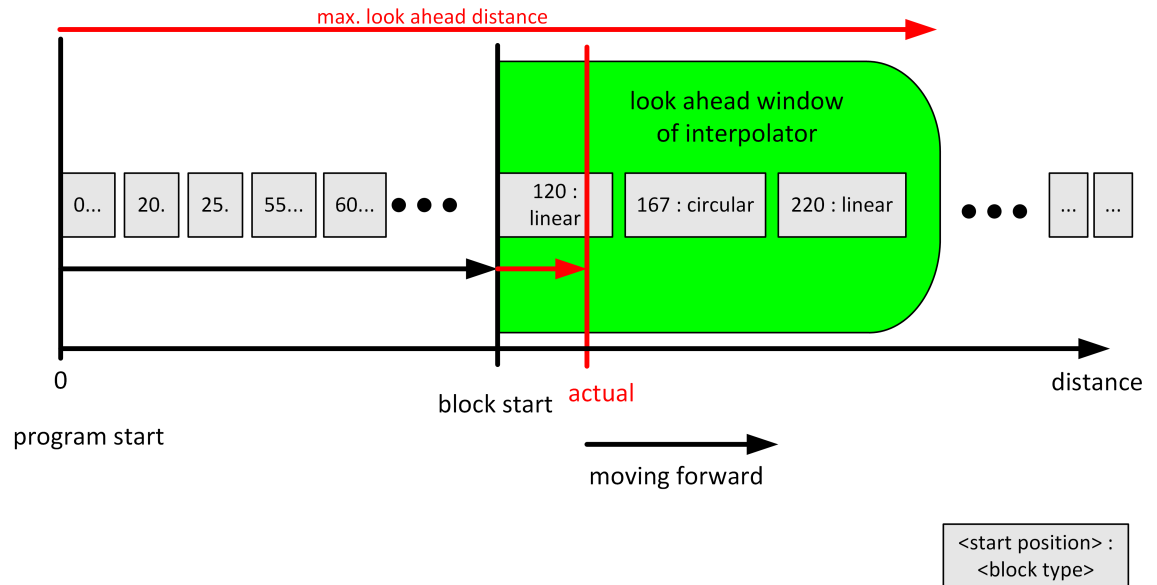 max. look ahead distance
look ahead window
of interpolator
0...
20.
25.
55...
60...
120 :
linear
167 : circular
220 : linear
...
...
0
distance
block start
actual
program start
moving forward
<start position> :
<block type>